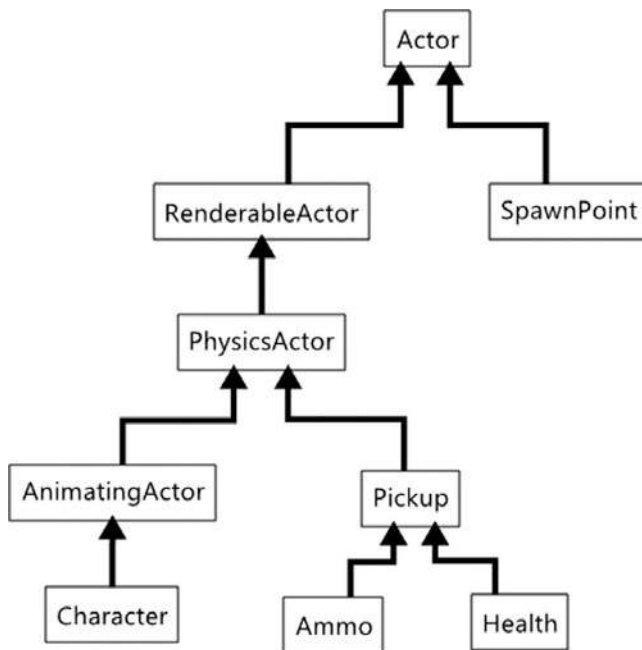 Actor
RenderableActor
SpawnPoint
PhysicsActor
AnimatingActor
Pickup
Character
Ammo
Health